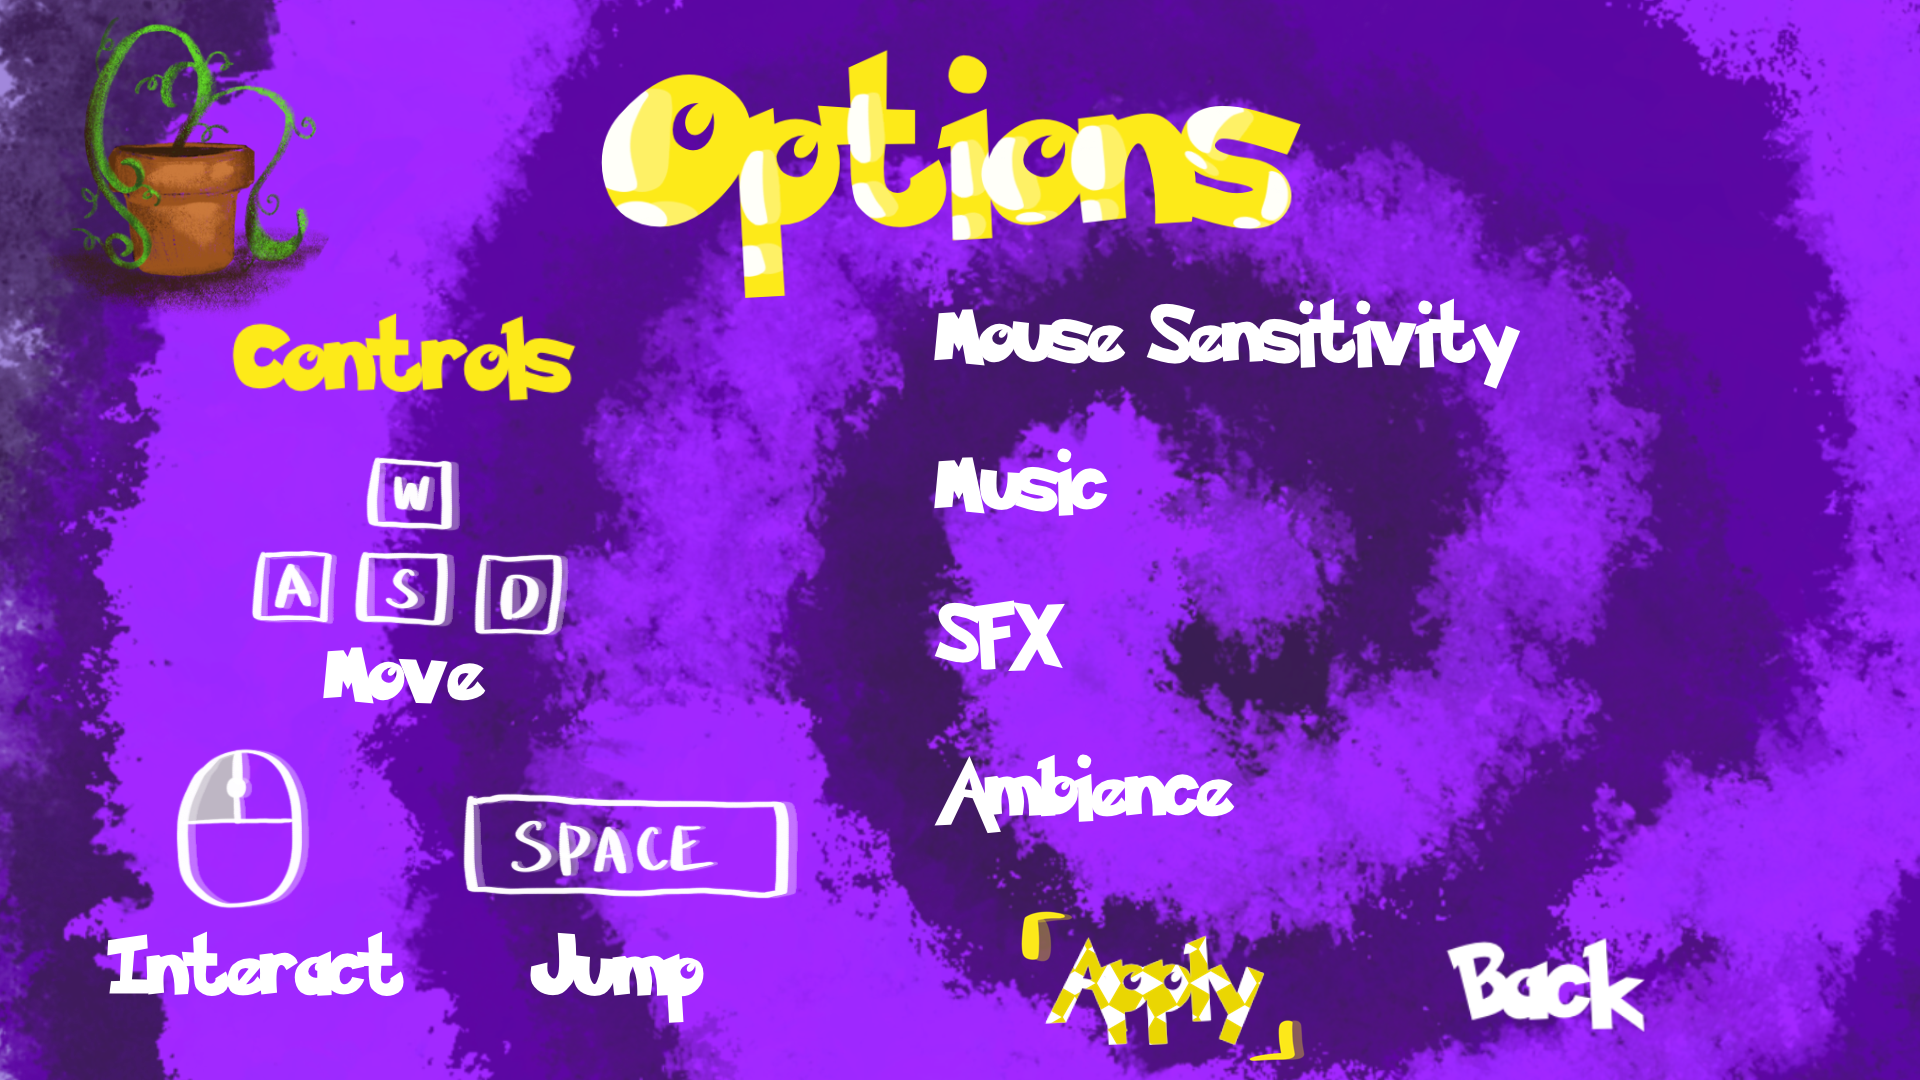 Options
Controls
W
A S D
Move
Interact
SPACE
Jump
Mouse Sensitivity
Music
SFX
Ambience
Apply
Back